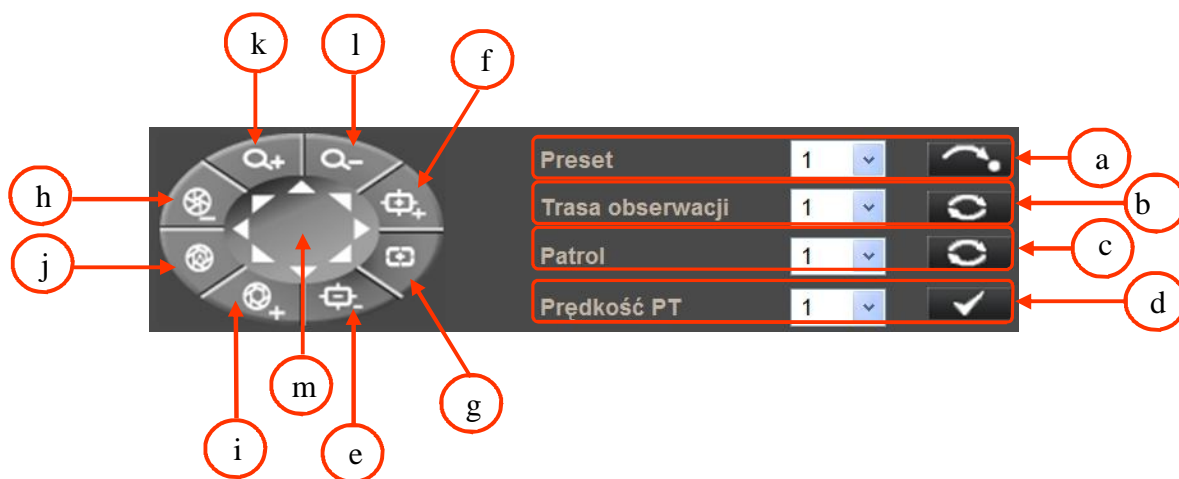 k
l
f
h
j
i
m
e
g
Preset 1 a
Trasa obserwacji 1 b
Patrol 1 c
Prędkość PT 1 d